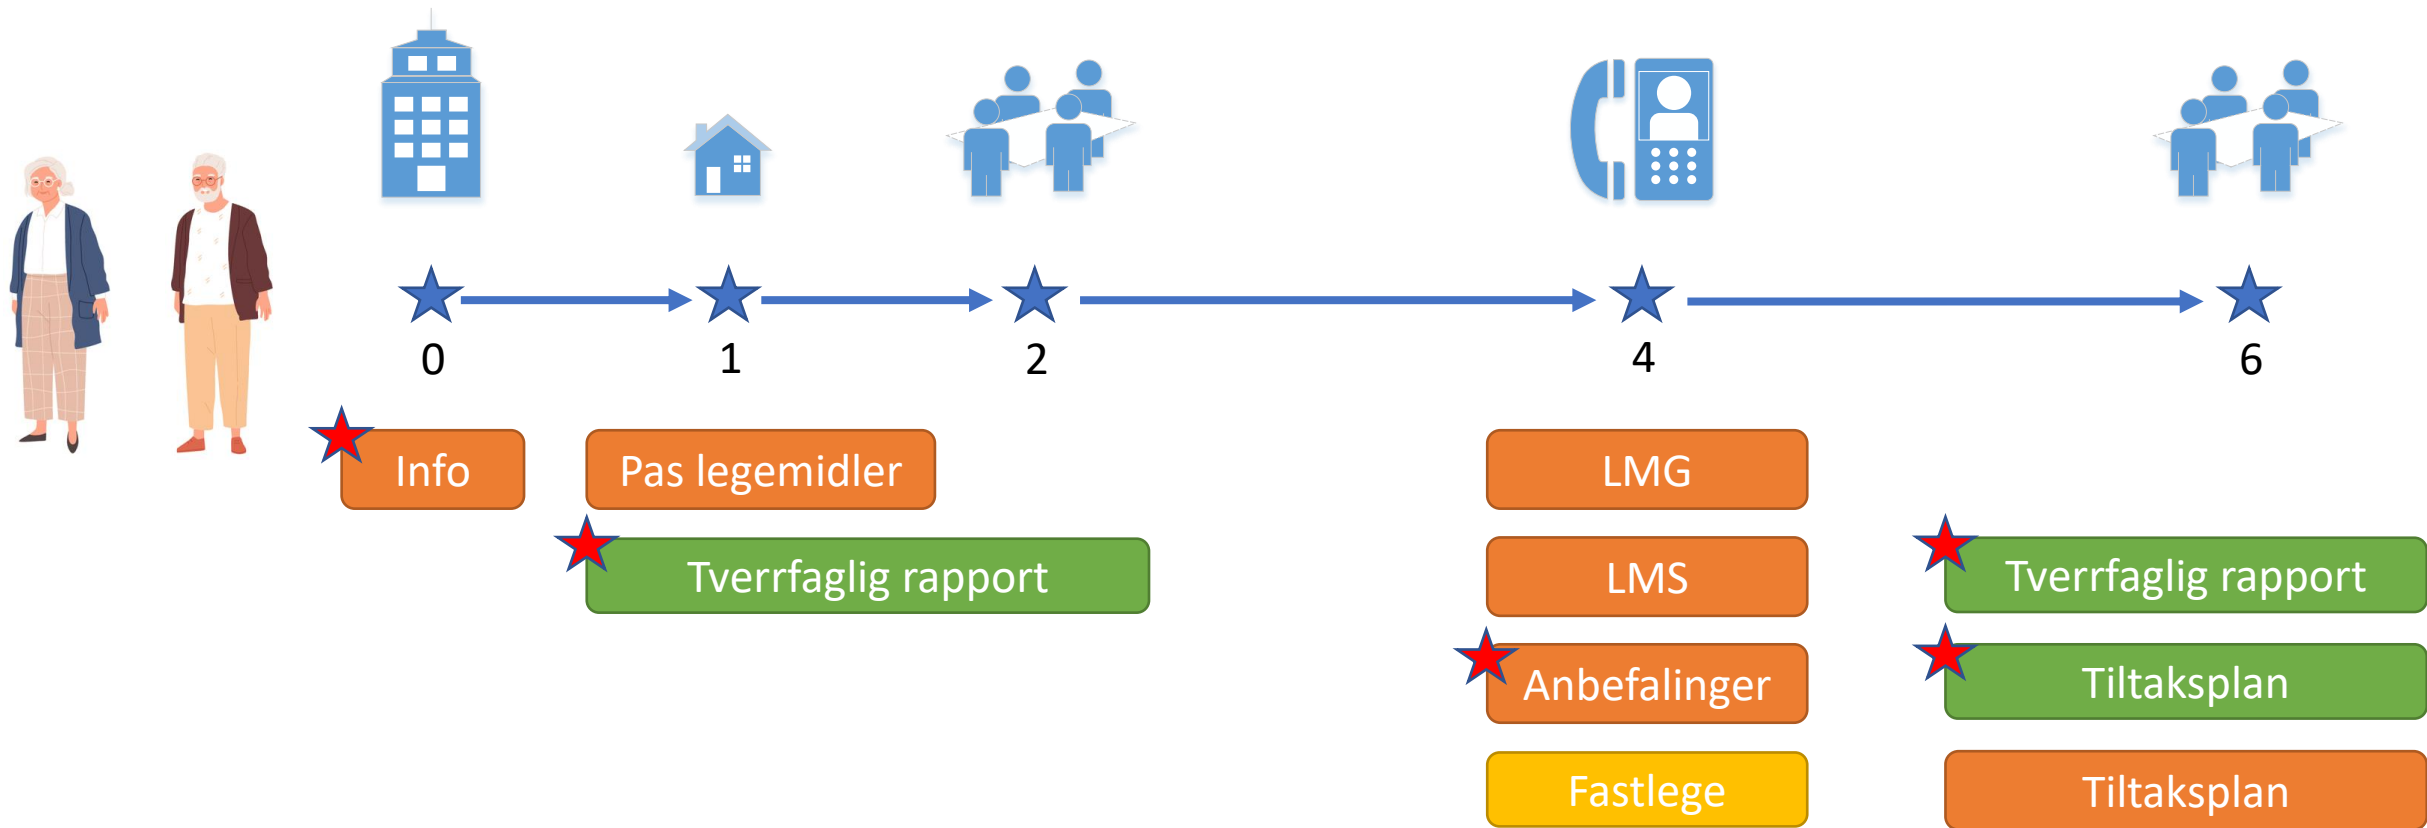 0
1
2
4
6
Info
Pas legemidler
LMG
Tverrfaglig rapport
LMS
Tverrfaglig rapport
Anbefalinger
Tiltaksplan
Fastlege
Tiltaksplan